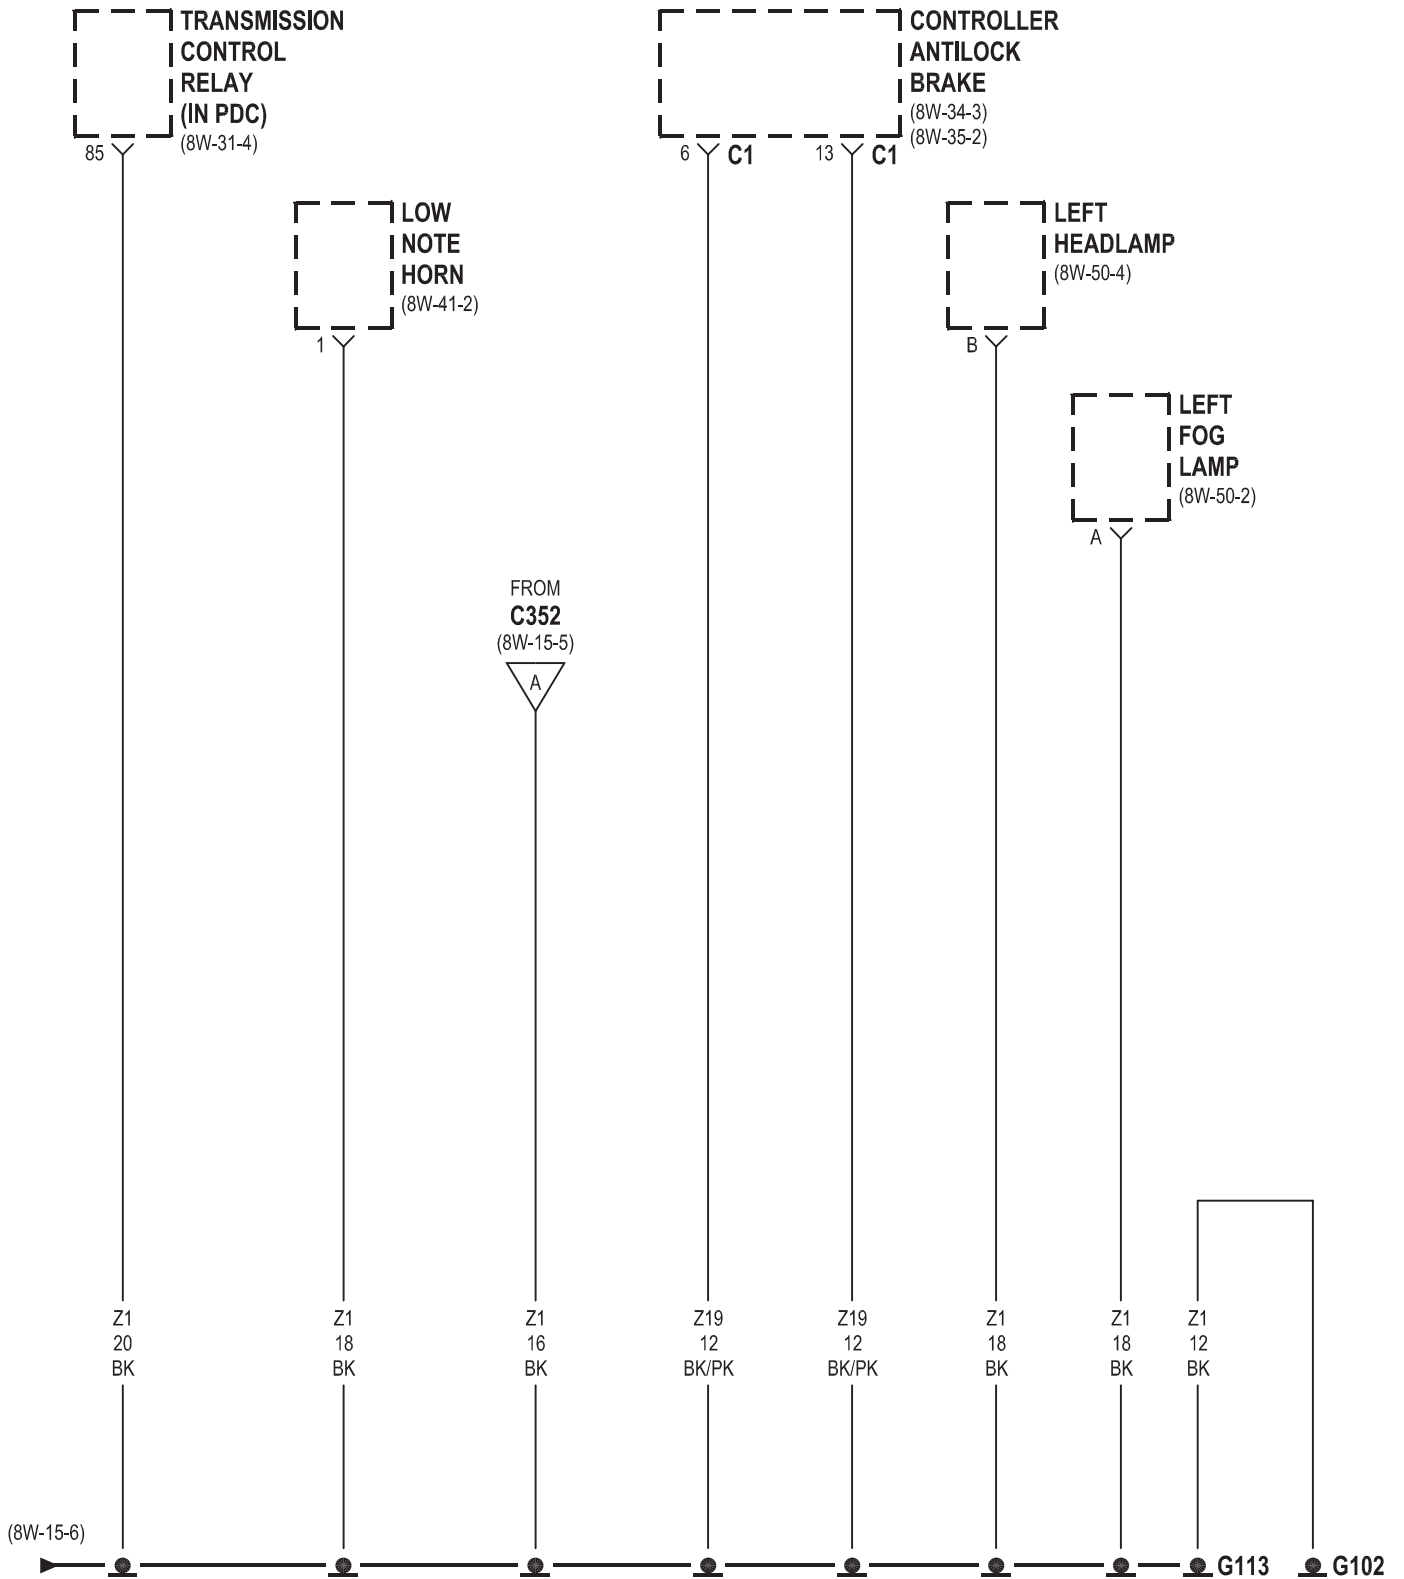 TRANSMISSION
CONTROL
RELAY
(IN PDC)
(8W-31-4)
85
CONTROLLER
ANTILOCK
BRAKE
(8W-34-3)
(8W-35-2)
6
C1
13
C1
LOW
NOTE
HORN
(8W-41-2)
1
LEFT
HEADLAMP
(8W-50-4)
B
LEFT
FOG
LAMP
(8W-50-2)
A
FROM
C352
(8W-15-5)
A
Z1
20
BK
Z1
18
BK
Z1
16
BK
Z19
12
BK/PK
Z19
12
BK/PK
Z1
18
BK
Z1
18
BK
Z1
12
BK
(8W-15-6)
G113
G102